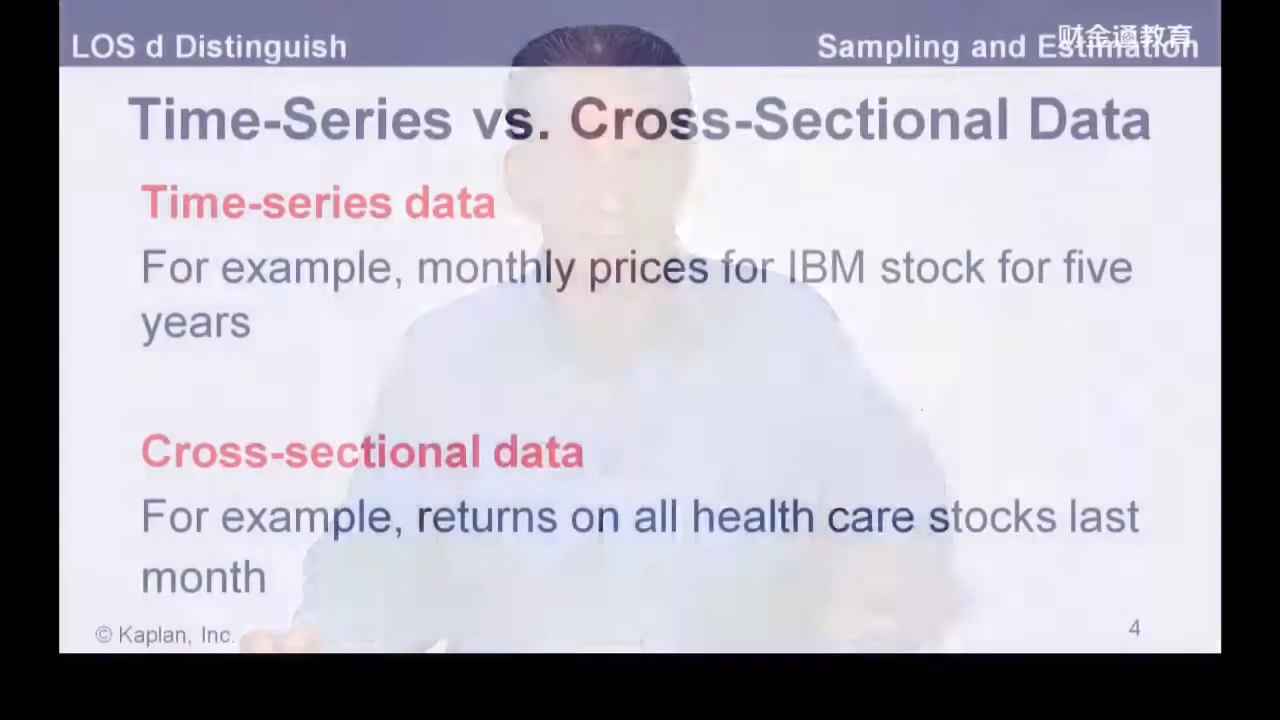 LOS d Distinguish
Sampling and Estimation
财金通教育
Time-Series vs. Cross-Sectional Data
Time-series data
For example, monthly prices for IBM stock for five
years
Cross-sectional data
For example, returns on all health care stocks last
month
© Kaplan, Inc.
4